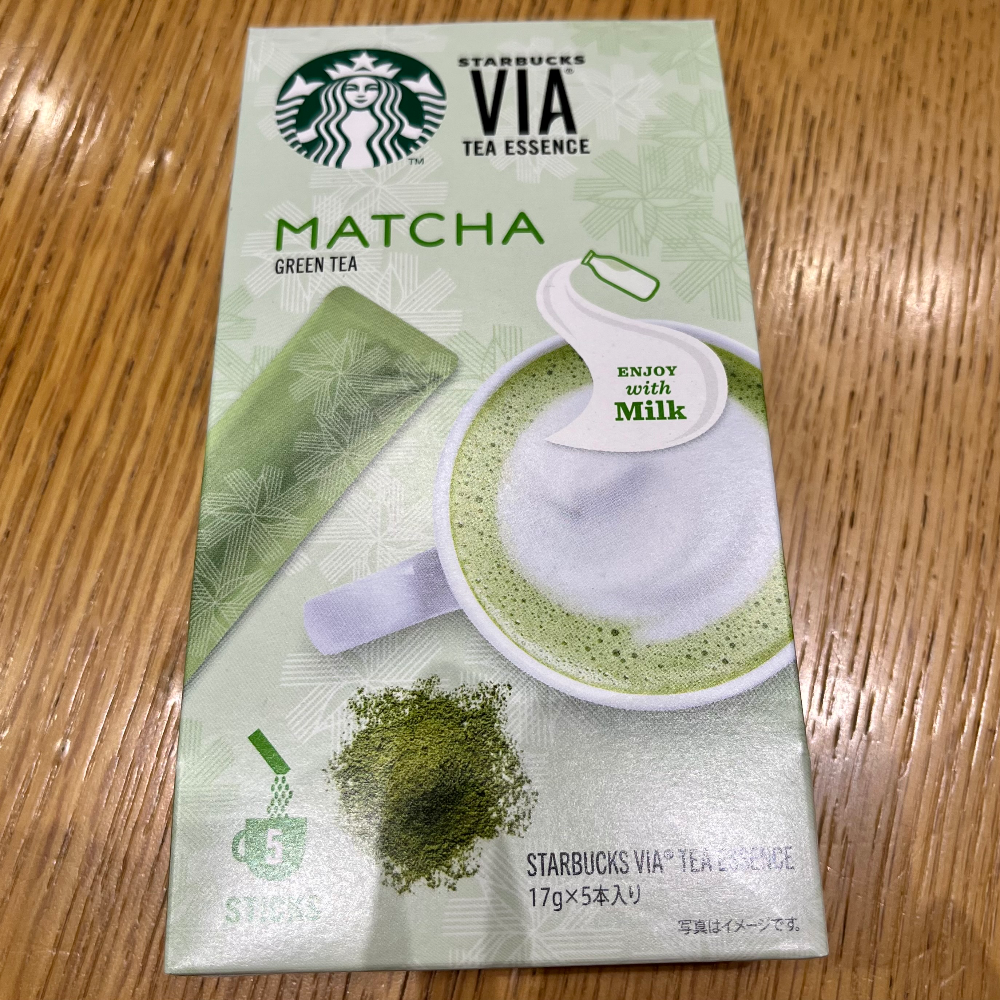 STARBUCKS
VIA®
TEA ESSENCE
TM
MATCHA
GREEN TEA
ENJOY
with
Milk
5
STICKS
STARBUCKS VIA® TEA ESSENCE
17g×5本入り
写真はイメージです。